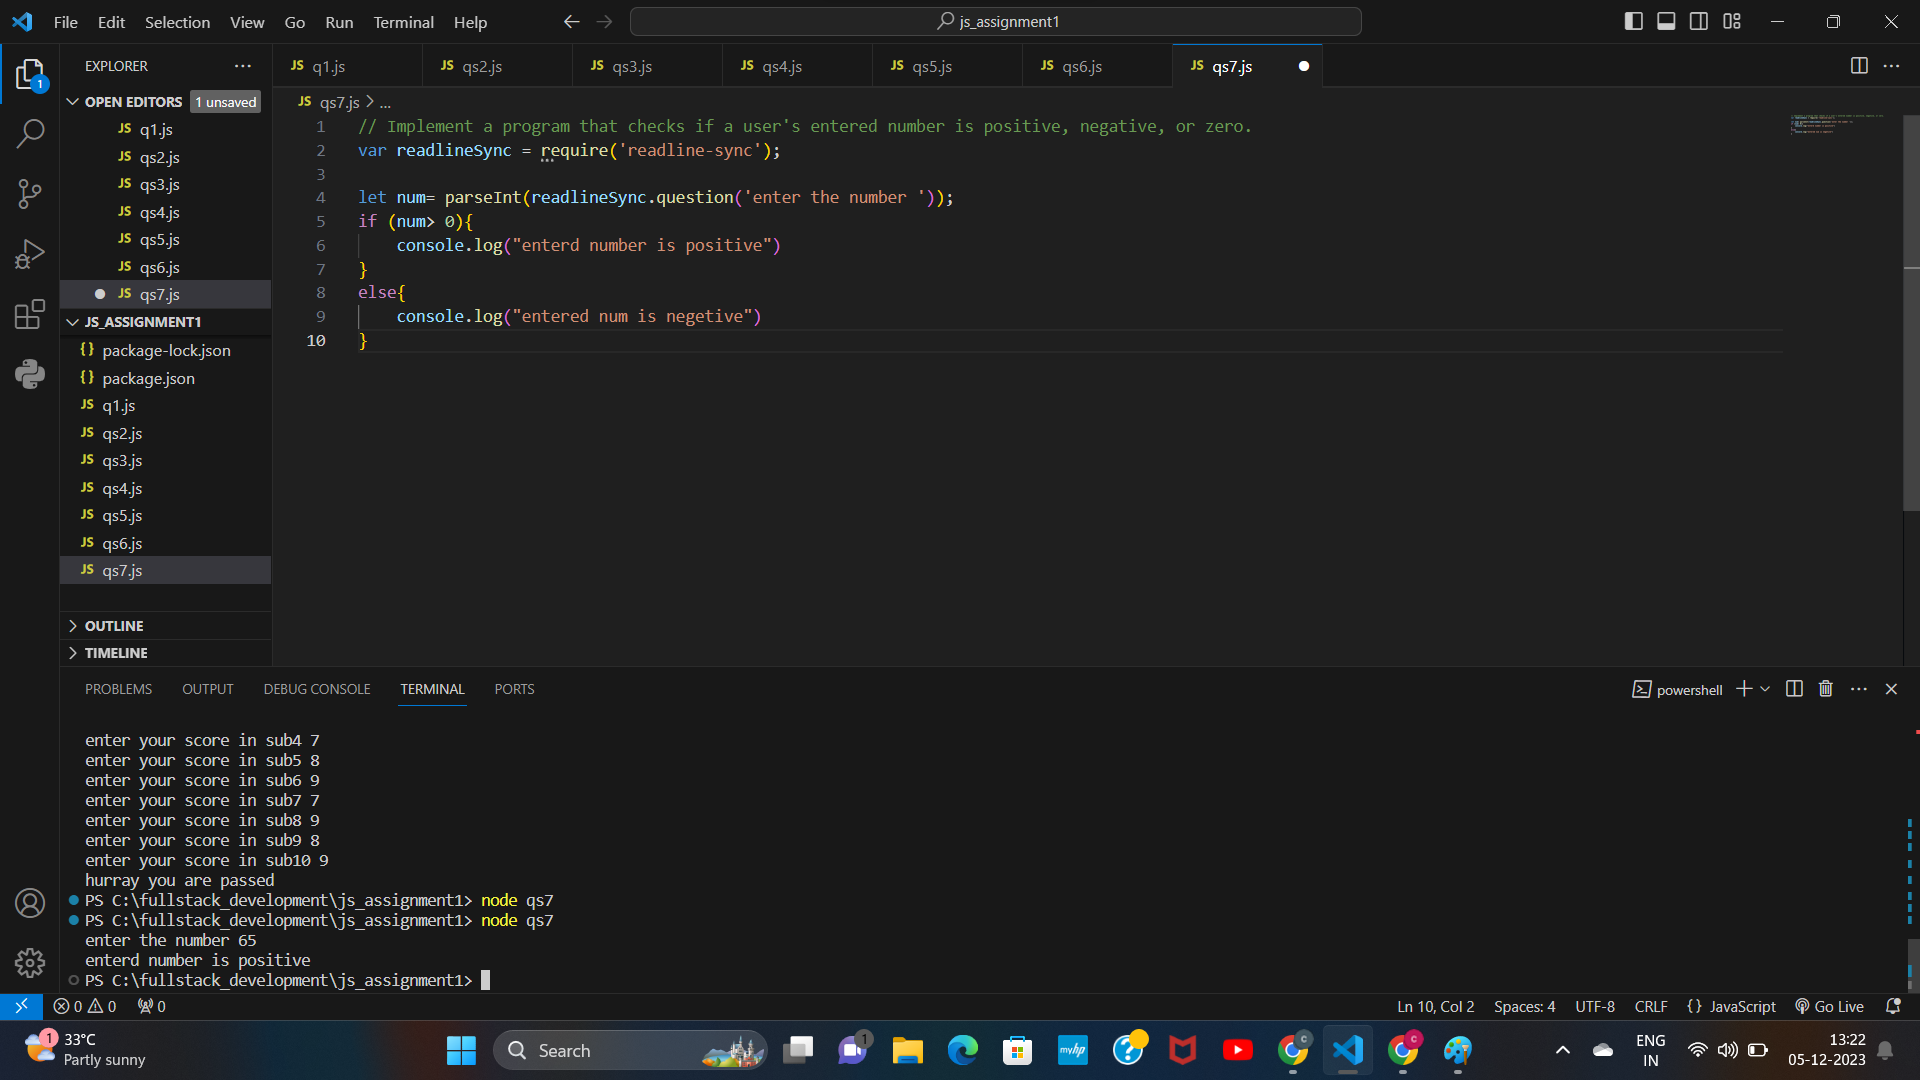 File Edit Selection View Go Run Terminal Help
js_assignment1
EXPLORER
OPEN EDITORS 1 unsaved
JS q1.js
JS qs2.js
JS qs3.js
JS qs4.js
JS qs5.js
JS qs6.js
JS qs7.js
JS_ASSIGNMENT1
{} package-lock.json
{} package.json
JS q1.js
JS qs2.js
JS qs3.js
JS qs4.js
JS qs5.js
JS qs6.js
JS qs7.js
OUTLINE
TIMELINE
JS q1.js JS qs2.js JS qs3.js JS qs4.js JS qs5.js JS qs6.js JS qs7.js
JS qs7.js > ...
1 // Implement a program that checks if a user's entered number is positive, negative, or zero.
2 var readlineSync = require('readline-sync');
3
4 let num= parseInt(readlineSync.question('enter the number '));
5 if (num> 0){
6 console.log("enterd number is positive")
7 }
8 else{
9 console.log("entered num is negetive")
10 }
PROBLEMS OUTPUT DEBUG CONSOLE TERMINAL PORTS
powershell
enter your score in sub4 7
enter your score in sub5 8
enter your score in sub6 9
enter your score in sub7 7
enter your score in sub8 9
enter your score in sub9 8
enter your score in sub10 9
hurray you are passed
PS C:\fullstack_development\js_assignment1> node qs7
PS C:\fullstack_development\js_assignment1> node qs7
enter the number 65
enterd number is positive
PS C:\fullstack_development\js_assignment1>
0 0 0
Ln 10, Col 2 Spaces: 4 UTF-8 CRLF {} JavaScript Go Live
1
33°C
Partly sunny
Search
1
myhp
?
C
C
ENG
IN
13:22
05-12-2023